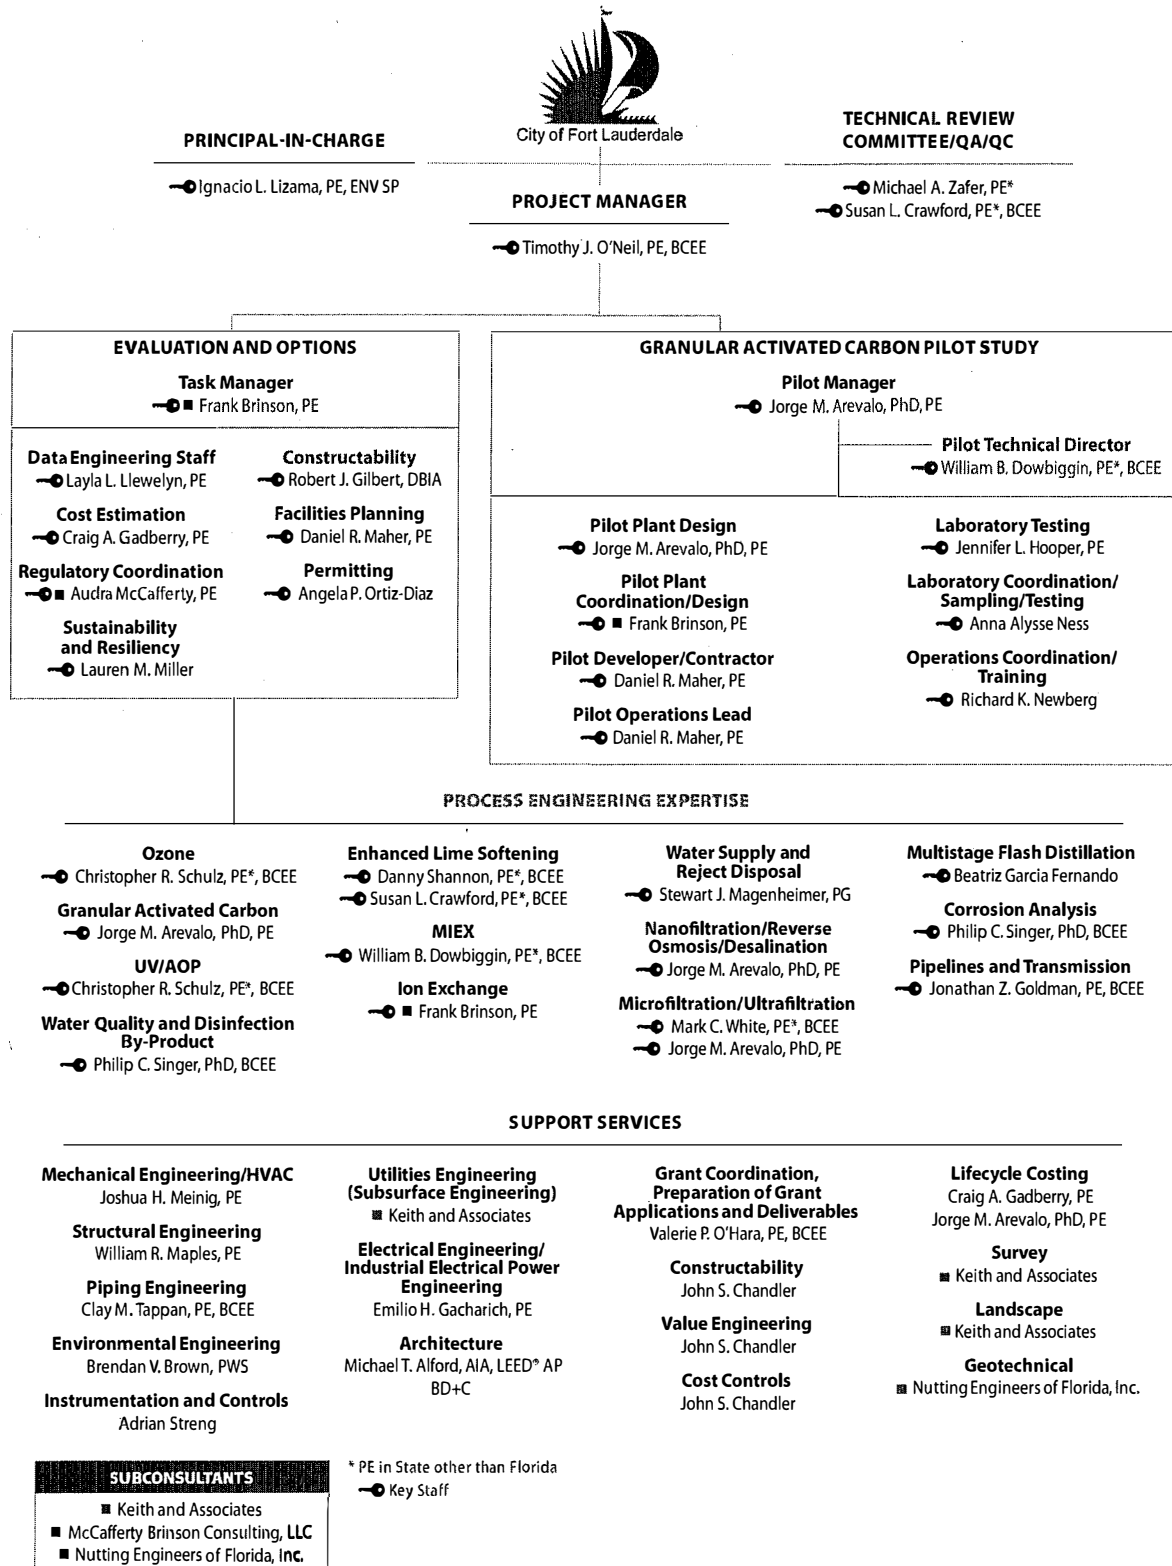 City of Fort Lauderdale
PRINCIPAL-IN-CHARGE
Ignacio L. Lizama, PE, ENV SP
TECHNICAL REVIEW
COMMITTEE/QA/QC
Michael A. Zafer, PE*
Susan L. Crawford, PE*, BCEE
PROJECT MANAGER
Timothy J. O'Neil, PE, BCEE
EVALUATION AND OPTIONS
Task Manager
■ Frank Brinson, PE
Data Engineering Staff
Layla L. Llewelyn, PE
Cost Estimation
Craig A. Gadberry, PE
Regulatory Coordination
■ Audra McCafferty, PE
Sustainability
and Resiliency
Lauren M. Miller
Constructability
Robert J. Gilbert, DBIA
Facilities Planning
Daniel R. Maher, PE
Permitting
Angela P. Ortiz-Diaz
GRANULAR ACTIVATED CARBON PILOT STUDY
Pilot Manager
Jorge M. Arevalo, PhD, PE
Pilot Technical Director
William B. Dowbiggin, PE*, BCEE
Pilot Plant Design
Jorge M. Arevalo, PhD, PE
Pilot Plant
Coordination/Design
■ Frank Brinson, PE
Pilot Developer/Contractor
Daniel R. Maher, PE
Pilot Operations Lead
Daniel R. Maher, PE
Laboratory Testing
Jennifer L. Hooper, PE
Laboratory Coordination/
Sampling/Testing
Anna Alysse Ness
Operations Coordination/
Training
Richard K. Newberg
PROCESS ENGINEERING EXPERTISE
Ozone
Christopher R. Schulz, PE*, BCEE
Granular Activated Carbon
Jorge M. Arevalo, PhD, PE
UV/AOP
Christopher R. Schulz, PE*, BCEE
Water Quality and Disinfection
By-Product
Philip C. Singer, PhD, BCEE
Enhanced Lime Softening
Danny Shannon, PE*, BCEE
Susan L. Crawford, PE*, BCEE
MIEX
William B. Dowbiggin, PE*, BCEE
Ion Exchange
■ Frank Brinson, PE
Water Supply and
Reject Disposal
Stewart J. Magenheimer, PG
Nanofiltration/Reverse
Osmosis/Desalination
Jorge M. Arevalo, PhD, PE
Microfiltration/Ultrafiltration
Mark C. White, PE*, BCEE
Jorge M. Arevalo, PhD, PE
Multistage Flash Distillation
Beatriz Garcia Fernando
Corrosion Analysis
Philip C. Singer, PhD, BCEE
Pipelines and Transmission
Jonathan Z. Goldman, PE, BCEE
SUPPORT SERVICES
Mechanical Engineering/HVAC
Joshua H. Meinig, PE
Structural Engineering
William R. Maples, PE
Piping Engineering
Clay M. Tappan, PE, BCEE
Environmental Engineering
Brendan V. Brown, PWS
Instrumentation and Controls
Adrian Streng
Utilities Engineering
(Subsurface Engineering)
■ Keith and Associates
Electrical Engineering/
Industrial Electrical Power
Engineering
Emilio H. Gacharich, PE
Architecture
Michael T. Alford, AIA, LEED® AP
BD+C
Grant Coordination,
Preparation of Grant
Applications and Deliverables
Valerie P. O'Hara, PE, BCEE
Constructability
John S. Chandler
Value Engineering
John S. Chandler
Cost Controls
John S. Chandler
Lifecycle Costing
Craig A. Gadberry, PE
Jorge M. Arevalo, PhD, PE
Survey
■ Keith and Associates
Landscape
■ Keith and Associates
Geotechnical
■ Nutting Engineers of Florida, Inc.
SUBCONSULTANTS
■ Keith and Associates
■ McCafferty Brinson Consulting, LLC
■ Nutting Engineers of Florida, Inc.
* PE in State other than Florida
Key Staff